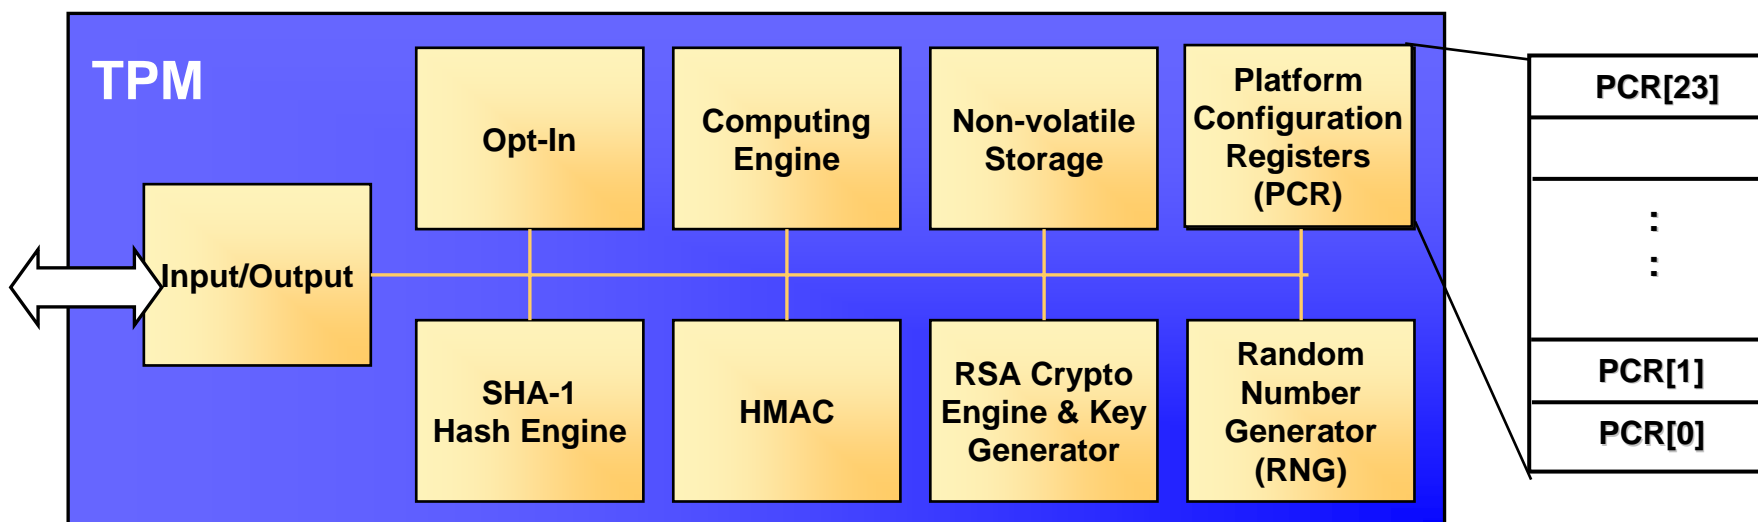 TPM
Opt-In
Computing
Engine
Non-volatile
Storage
Platform
Configuration
Registers
(PCR)
Input/Output
SHA-1
Hash Engine
HMAC
RSA Crypto
Engine & Key
Generator
Random
Number
Generator
(RNG)
PCR[23]
:
:
PCR[1]
PCR[0]